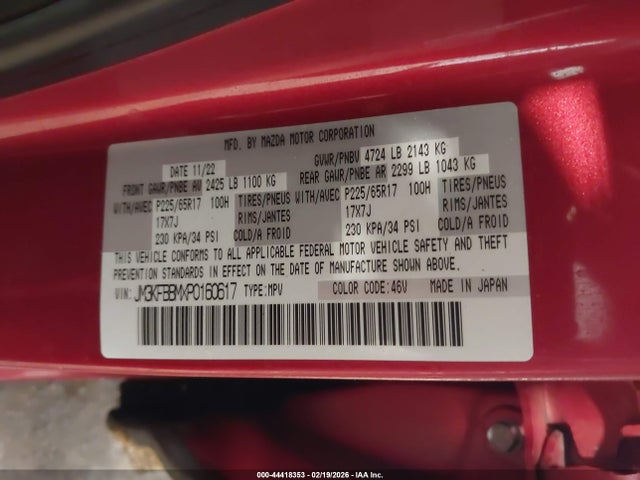 MFD. BY MAZDA MOTOR CORPORATION
DATE 11/22 GVWR/PNBV 4724 LB 2143 KG
FRONT GAWR/PNBE AV 2425 LB 1100 KG REAR GAWR/PNBE AR 2299 LB 1043 KG
WITH/AVEC P225/65R17 100H TIRES/PNEUS WITH/AVEC P225/65R17 100H TIRES/PNEUS
17X7J RIMS/JANTES 17X7J RIMS/JANTES
230 KPA/34 PSI COLD/A FROID 230 KPA/34 PSI COLD/A FROID
THIS VEHICLE CONFORMS TO ALL APPLICABLE FEDERAL MOTOR VEHICLE SAFETY AND THEFT
PREVENTION STANDARDS IN EFFECT ON THE DATE OF MANUFACTURE SHOWN ABOVE.
VIN: JM3KFBBMXP0160617 TYPE:MPV COLOR CODE:46V MADE IN JAPAN
000-44418353 - 02/19/2026 - IAA Inc.